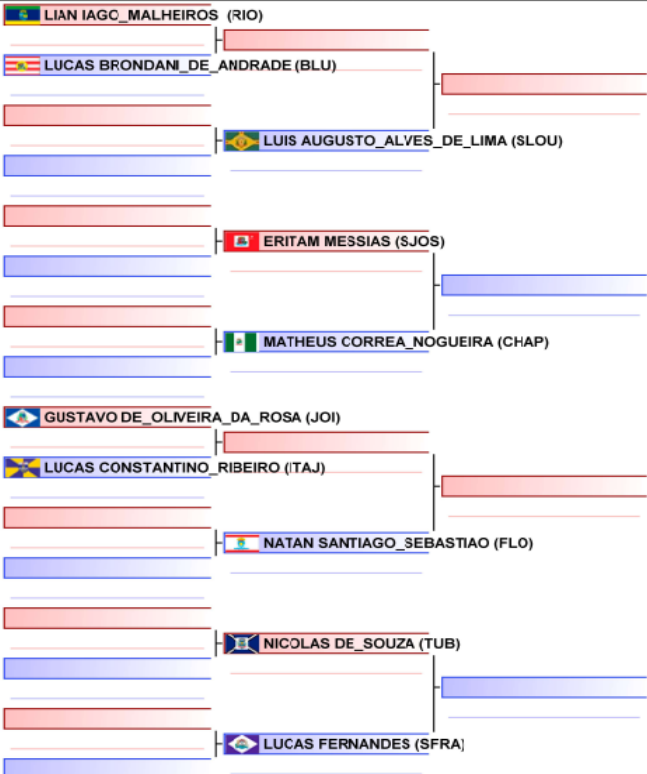 LIAN IAGO_MALHEIROS (RIO)
LUCAS BRONDANI_DE_ANDRADE (BLU)
LUIS AUGUSTO_ALVES_DE_LIMA (SLOU)
ERITAM MESSIAS (SJOS)
MATHEUS CORREA_NOGUEIRA (CHAP)
GUSTAVO DE_OLIVEIRA_DA_ROSA (JOI)
LUCAS CONSTANTINO_RIBEIRO (ITAJ)
NATAN SANTIAGO_SEBASTIAO (FLO)
NICOLAS DE_SOUZA (TUB)
LUCAS FERNANDES (SFRA)